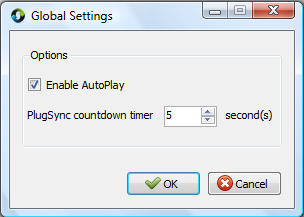 Global Settings
Options
Enable AutoPlay
PlugSync countdown timer 5 second(s)
OK Cancel